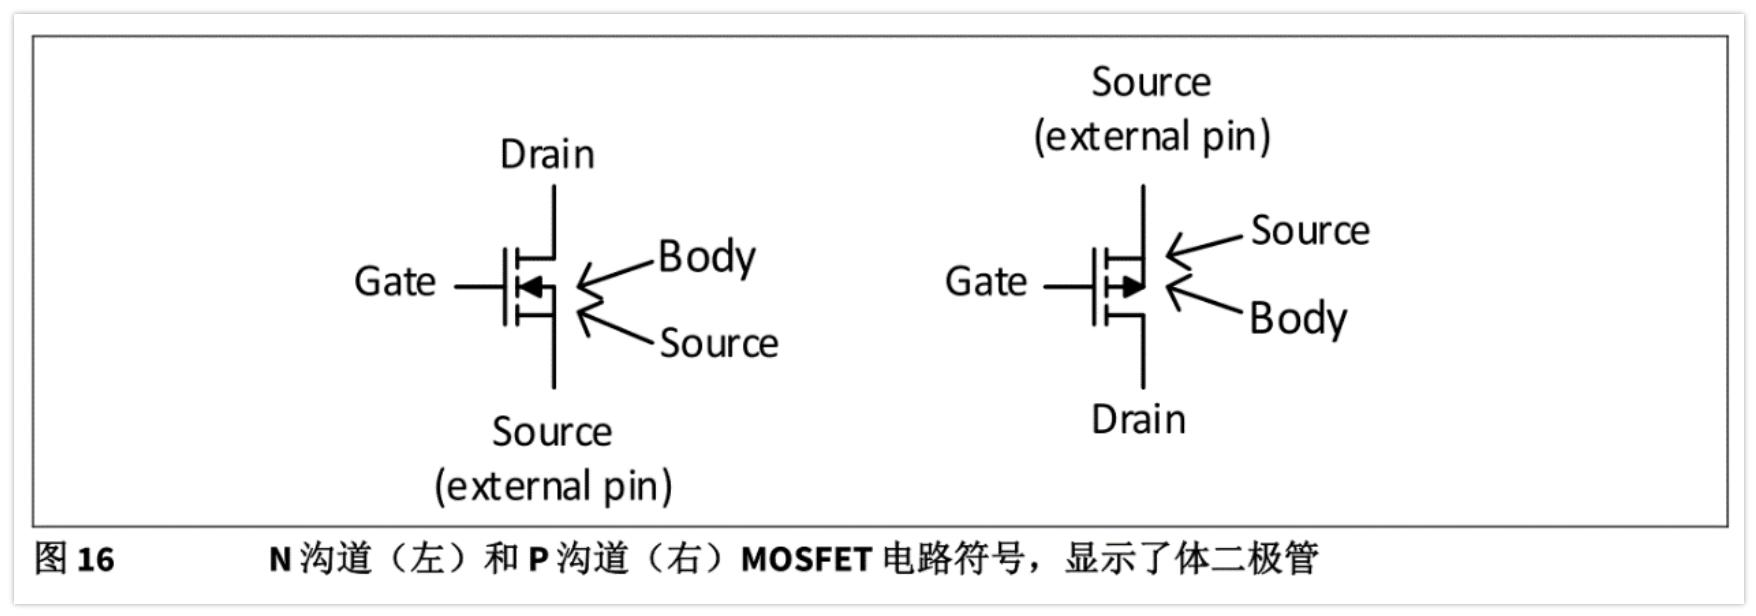 Drain
Gate
Body
Source
Source
(external pin)
Source
(external pin)
Gate
Source
Body
Drain
图 16 N 沟道（左）和 P 沟道（右）MOSFET 电路符号，显示了体二极管